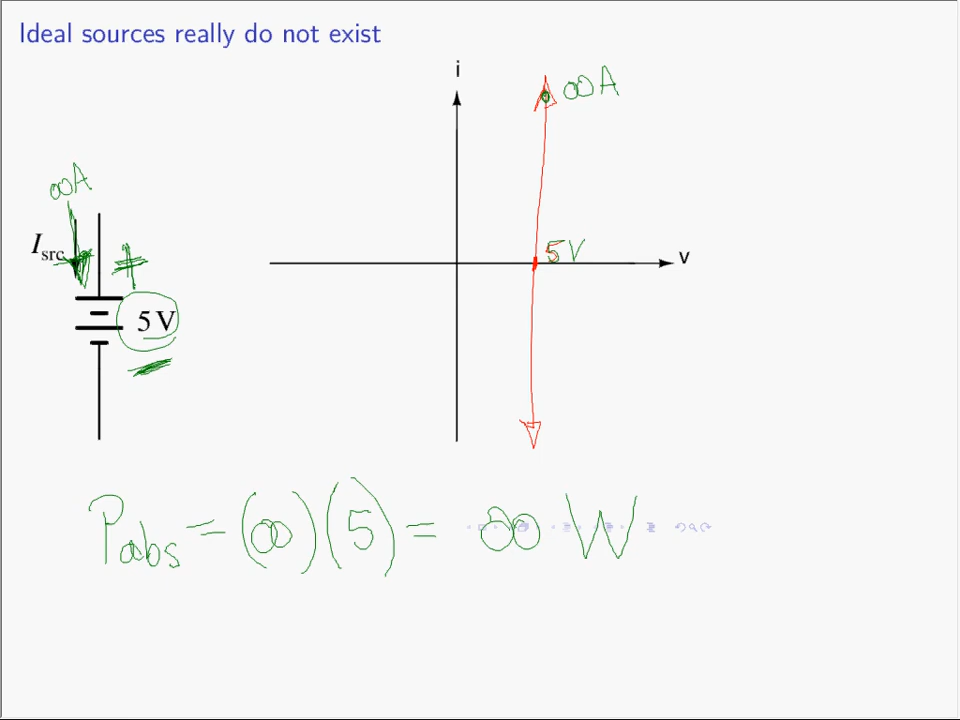 Ideal sources really do not exist
i
∞A
∞A
I_src
+
5 V
5V
v
−
P_abs = (∞)(5) = ∞ W